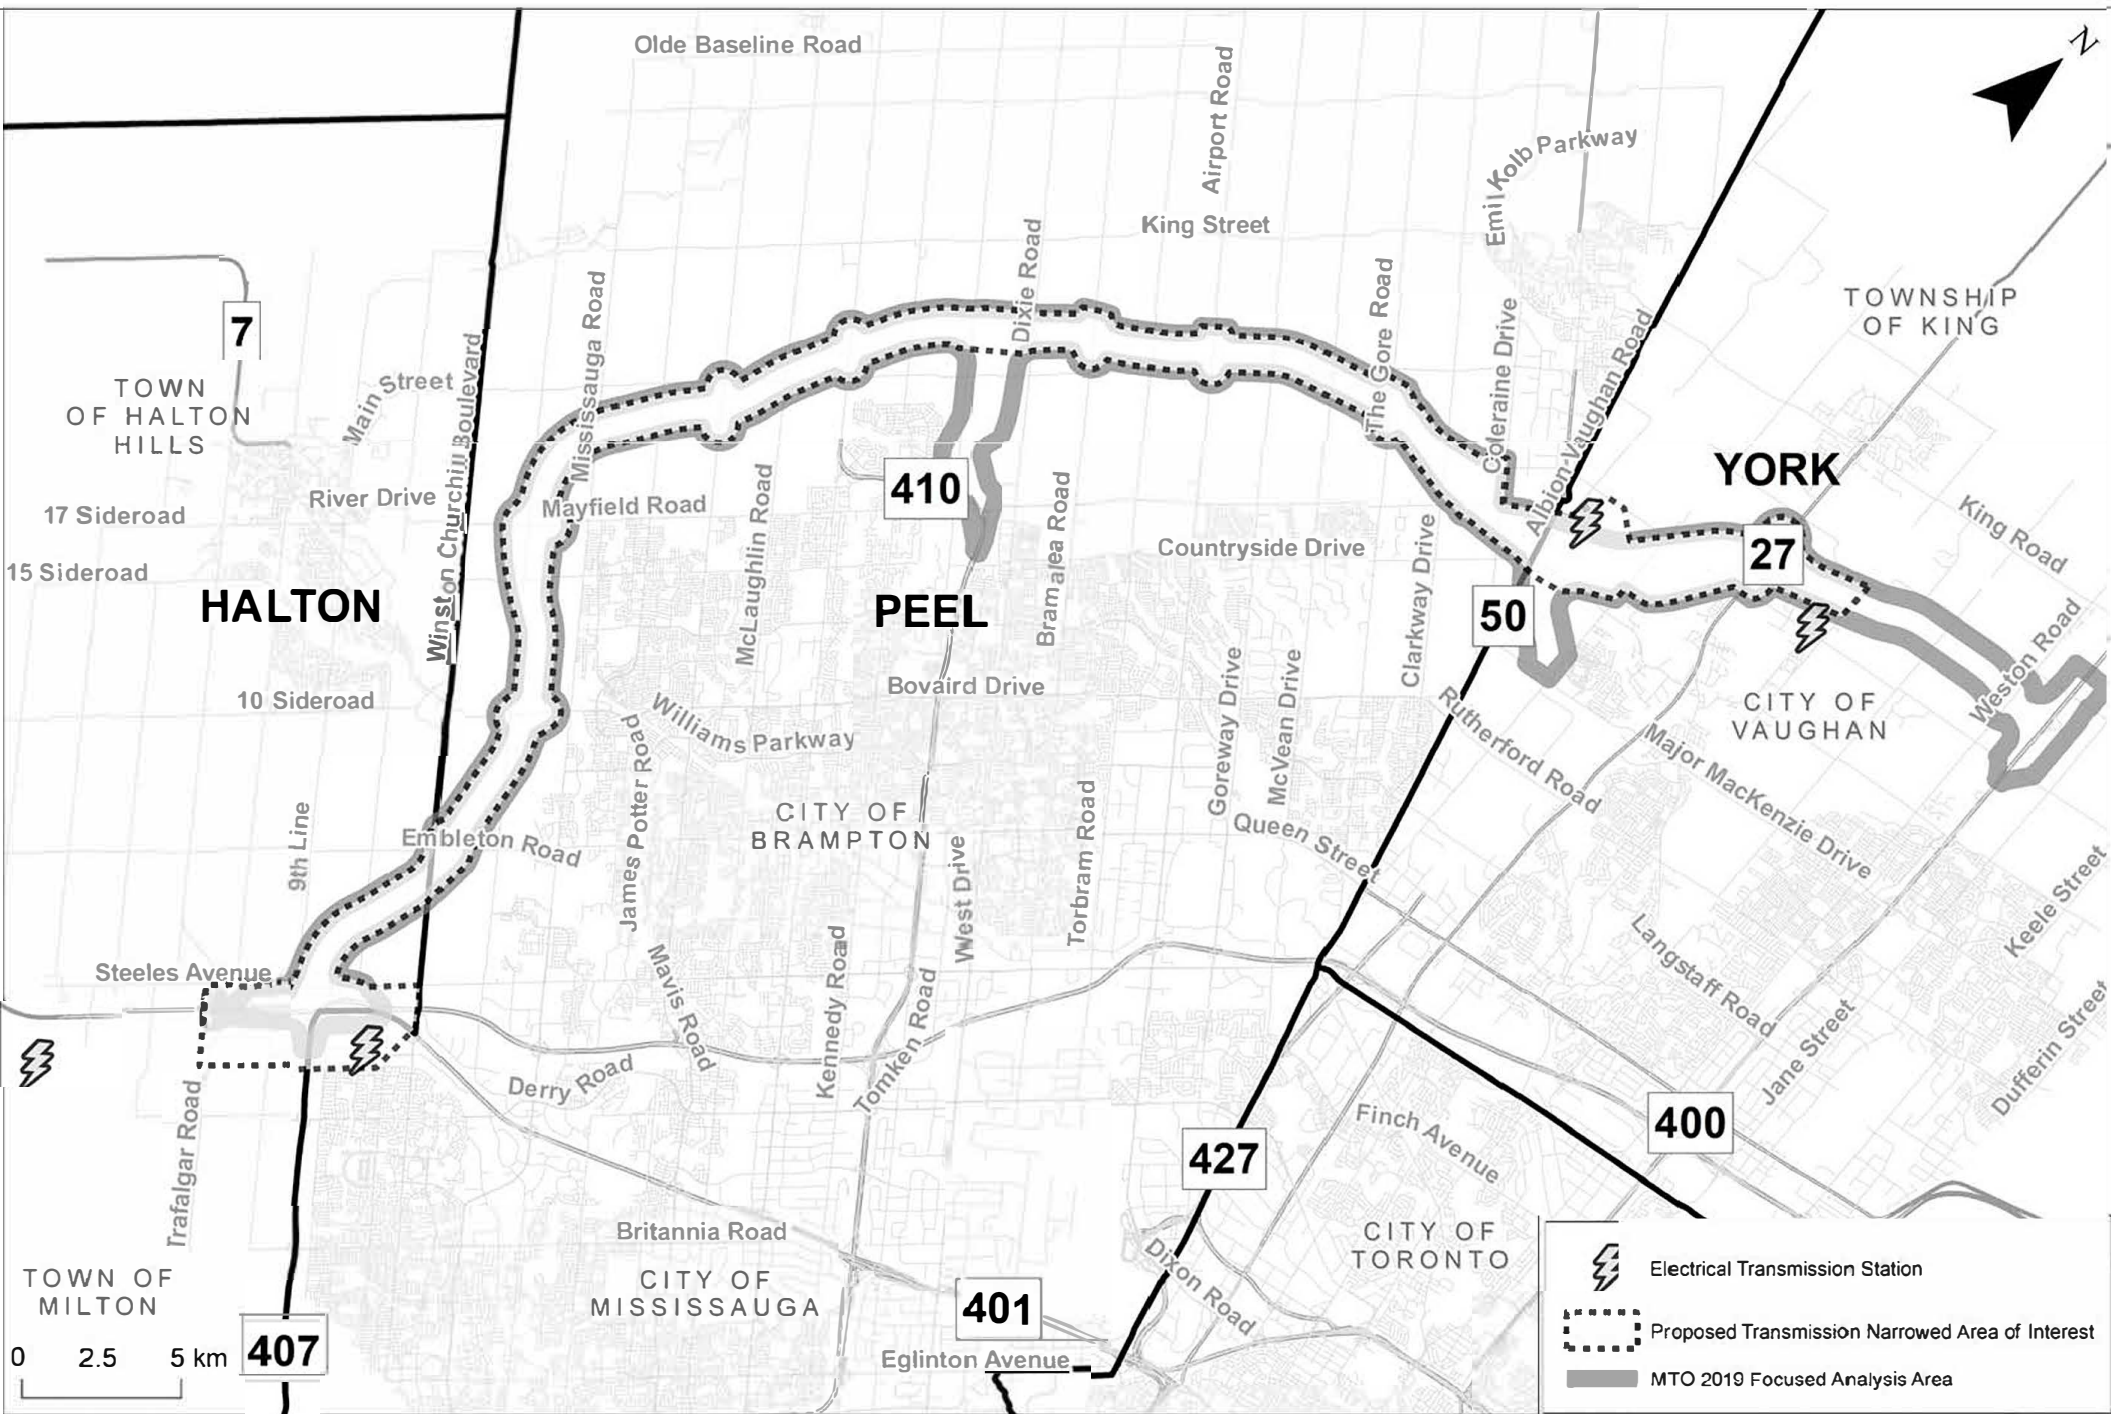 N
Olde Baseline Road
Airport Road
Emil Kolb Parkway
King Street
7
Dixie Road
Mississauga Road
The Gore Road
Coleraine Drive
Albion-Vaughan Road
TOWNSHIP
OF KING
TOWN
OF HALTON
HILLS
Main Street
Winston Churchill Boulevard
River Drive
17 Sideroad
15 Sideroad
HALTON
10 Sideroad
Mayfield Road
McLaughlin Road
410
PEEL
Bramalea Road
Countryside Drive
Clarkway Drive
50
YORK
27
King Road
Weston Road
Bovaird Drive
Williams Parkway
James Potter Road
Goreway Drive
McVean Drive
Queen Street
Rutherford Road
Major MacKenzie Drive
CITY OF
VAUGHAN
9th Line
Embleton Road
CITY OF
BRAMPTON
West Drive
Torbram Road
Keele Street
Langstaff Road
Jane Street
Dufferin Street
Steeles Avenue
Mavis Road
Kennedy Road
Tomken Road
Derry Road
Trafalgar Road
Finch Avenue
400
427
Britannia Road
Dixon Road
CITY OF
TORONTO
TOWN OF
MILTON
CITY OF
MISSISSAUGA
401
Eglinton Avenue
407
0 2.5 5 km
Electrical Transmission Station
Proposed Transmission Narrowed Area of Interest
MTO 2019 Focused Analysis Area